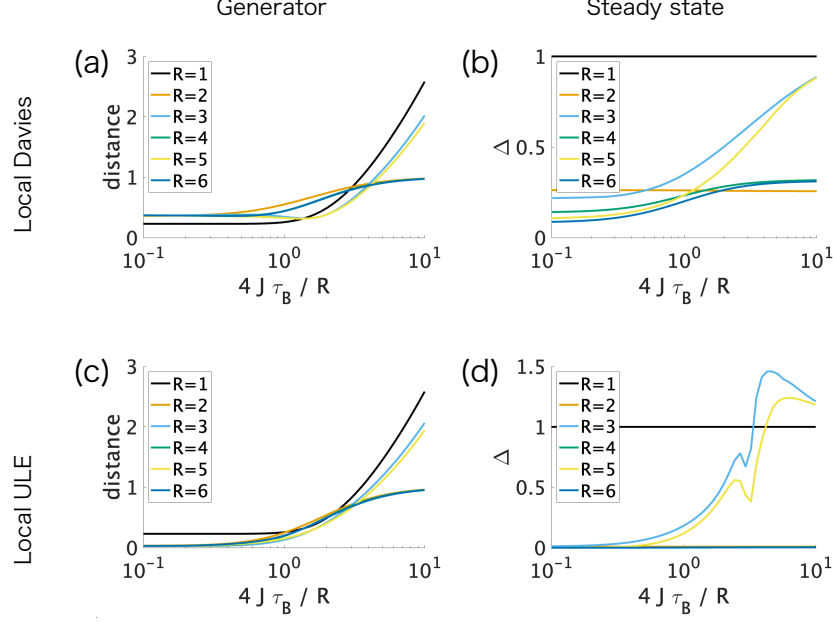 Generator
Steady state
Local Davies
(a)
3
2
1
0
distance
R=1
R=2
R=3
R=4
R=5
R=6
10^-1
10^0
10^1
4 J τ_B / R
(b)
1
0.5
0
Δ
R=1
R=2
R=3
R=4
R=5
R=6
10^-1
10^0
10^1
4 J τ_B / R
Local ULE
(c)
3
2
1
0
distance
R=1
R=2
R=3
R=4
R=5
R=6
10^-1
10^0
10^1
4 J τ_B / R
(d)
1.5
1
0.5
0
Δ
R=1
R=2
R=3
R=4
R=5
R=6
10^-1
10^0
10^1
4 J τ_B / R